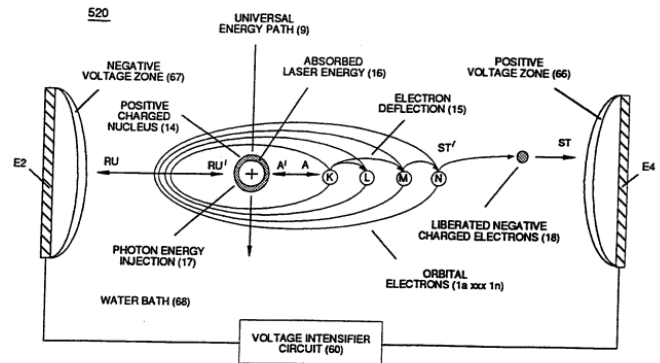 520
UNIVERSAL
ENERGY PATH (9)
NEGATIVE
VOLTAGE ZONE (67)
ABSORBED
LASER ENERGY (16)
POSITIVE
VOLTAGE ZONE (66)
POSITIVE
CHARGED
NUCLEUS (14)
ELECTRON
DEFLECTION (15)
E2
RU
RU'
+
A'
A
K
L
M
N
ST'
ST
E4
PHOTON ENERGY
INJECTION (17)
LIBERATED NEGATIVE
CHARGED ELECTRONS (18)
ORBITAL
ELECTRONS (1a xxx 1n)
WATER BATH (68)
VOLTAGE INTENSIFIER
CIRCUIT (60)